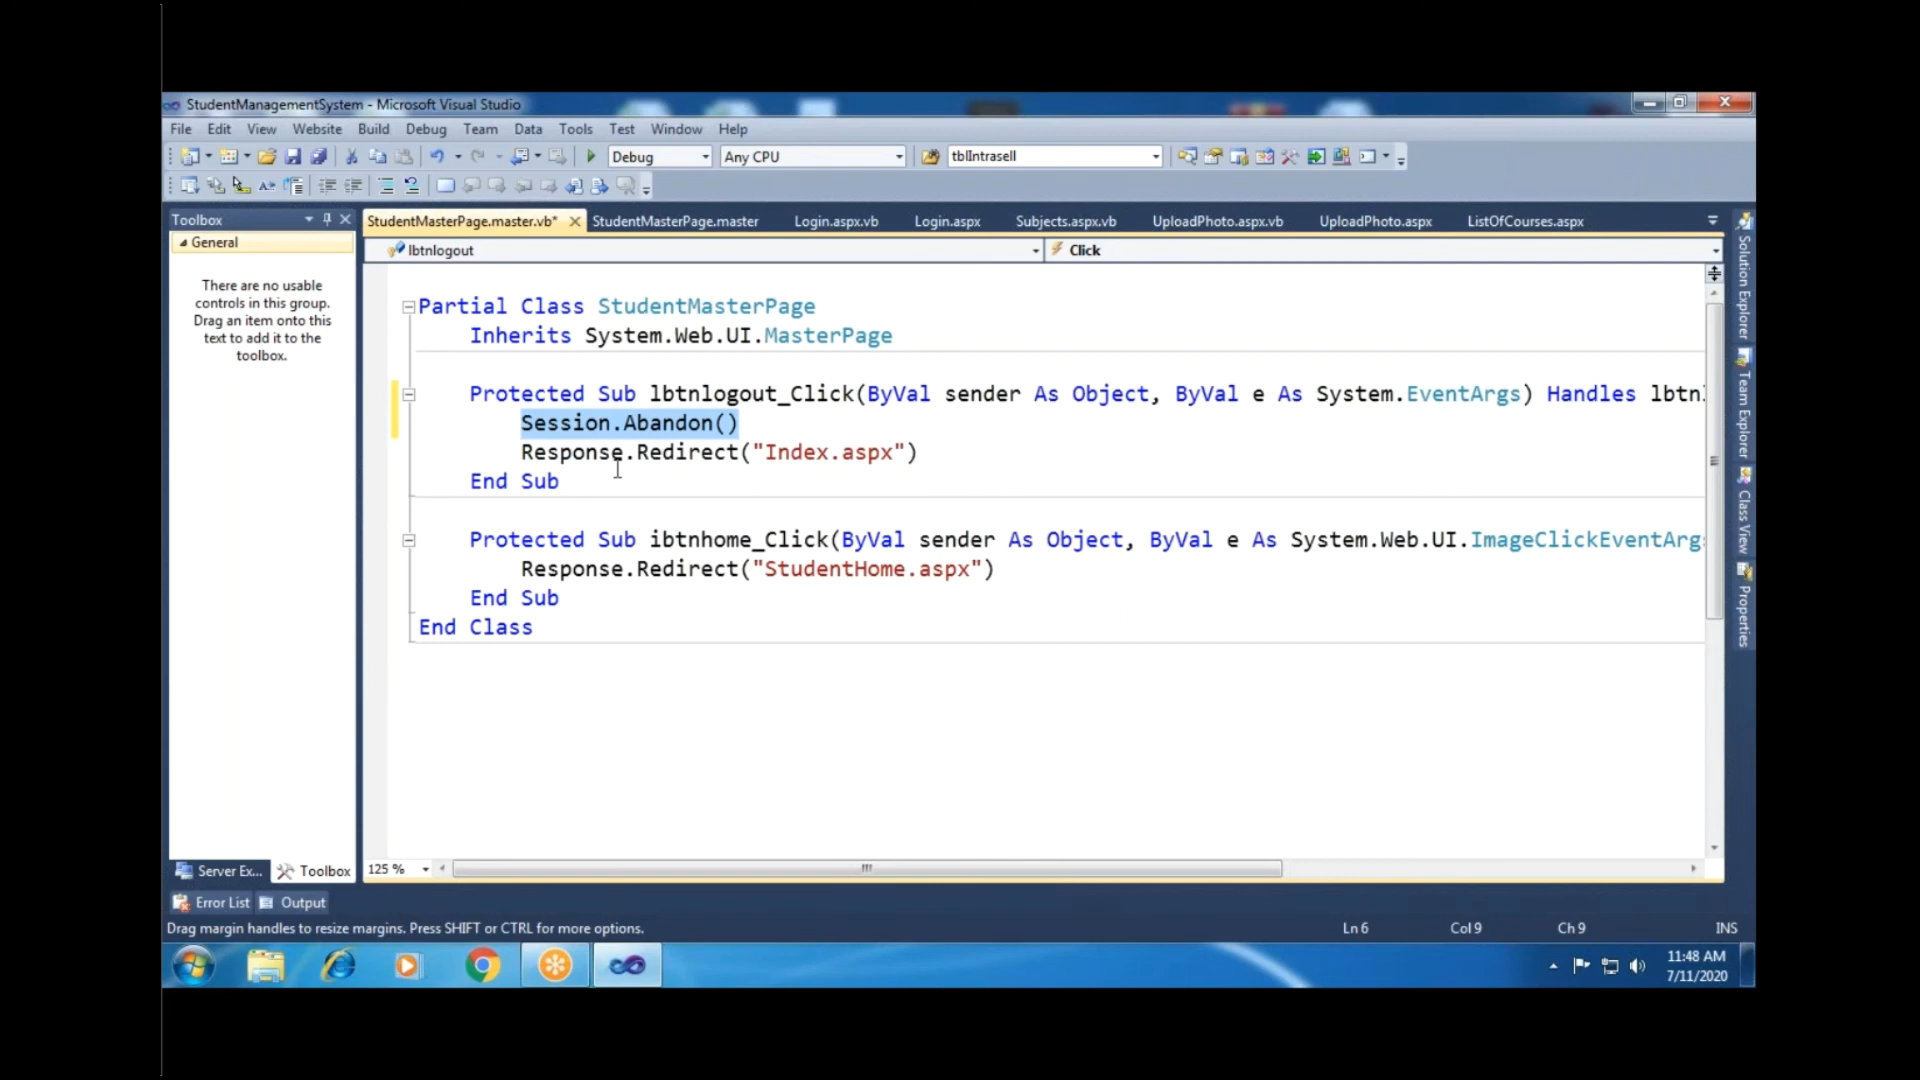 StudentManagementSystem - Microsoft Visual Studio
File Edit View Website Build Debug Team Data Tools Test Window Help
Debug Any CPU tblIntrasell
Toolbox
StudentMasterPage.master.vb* StudentMasterPage.master Login.aspx.vb Login.aspx Subjects.aspx.vb UploadPhoto.aspx.vb UploadPhoto.aspx ListOfCourses.aspx
General
lbtnlogout Click
There are no usable
controls in this group.
Drag an item onto this
text to add it to the
toolbox.
Partial Class StudentMasterPage
Inherits System.Web.UI.MasterPage
Protected Sub lbtnlogout_Click(ByVal sender As Object, ByVal e As System.EventArgs) Handles lbtnl
Session.Abandon()
Response.Redirect("Index.aspx")
End Sub
Protected Sub ibtnhome_Click(ByVal sender As Object, ByVal e As System.Web.UI.ImageClickEventArgs
Response.Redirect("StudentHome.aspx")
End Sub
End Class
Solution Explorer
Team Explorer
Class View
Properties
Server Ex... Toolbox
125 %
Error List Output
Drag margin handles to resize margins. Press SHIFT or CTRL for more options.
Ln 6 Col 9 Ch 9 INS
11:48 AM
7/11/2020